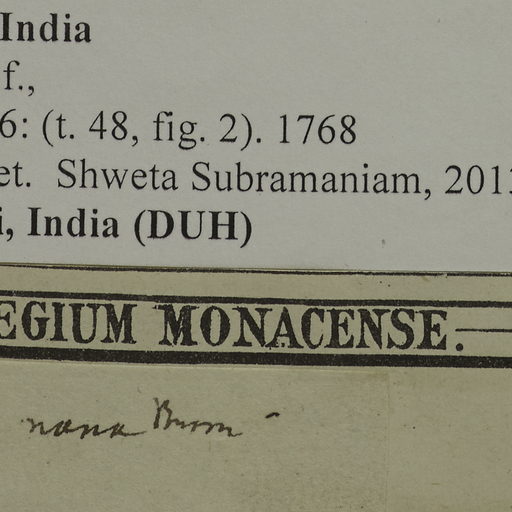 India
f.,
6: (t. 48, fig. 2). 1768
et. Shweta Subramaniam, 201
i, India (DUH)
EGIUM MONACENSE.
nana Burm